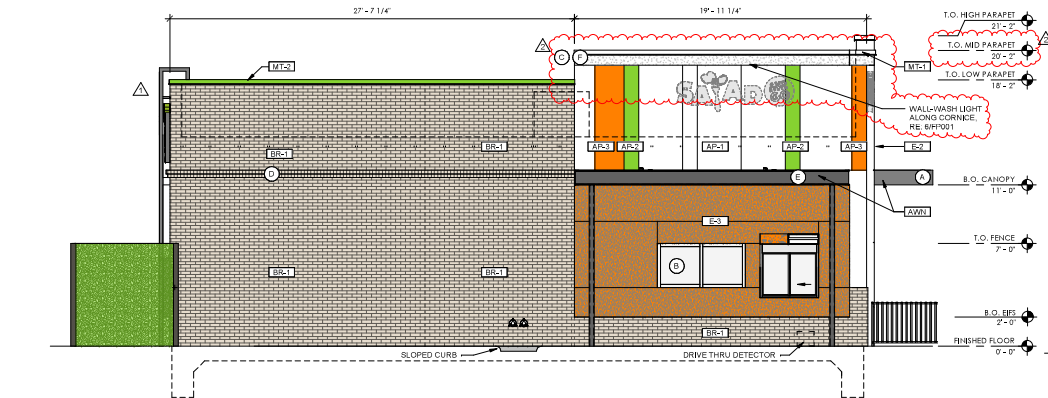 27' - 7 1/4"
19' - 11 1/4"
T.O. HIGH PARAPET
21' - 2"
2
C
F
T.O. MID PARAPET
20' - 2"
2
MT-2
MT-1
T.O. LOW PARAPET
18' - 2"
1
SALAD
WALL-WASH LIGHT
ALONG CORNICE,
RE: 6/FP001
BR-1
BR-1
AP-3
AP-2
AP-1
AP-2
AP-3
E-2
D
E
A
B.O. CANOPY
11' - 0"
AWN
E-3
T.O. FENCE
7' - 0"
B
BR-1
BR-1
B.O. EIFS
2' - 0"
BR-1
SLOPED CURB
DRIVE THRU DETECTOR
FINISHED FLOOR
0' - 0"